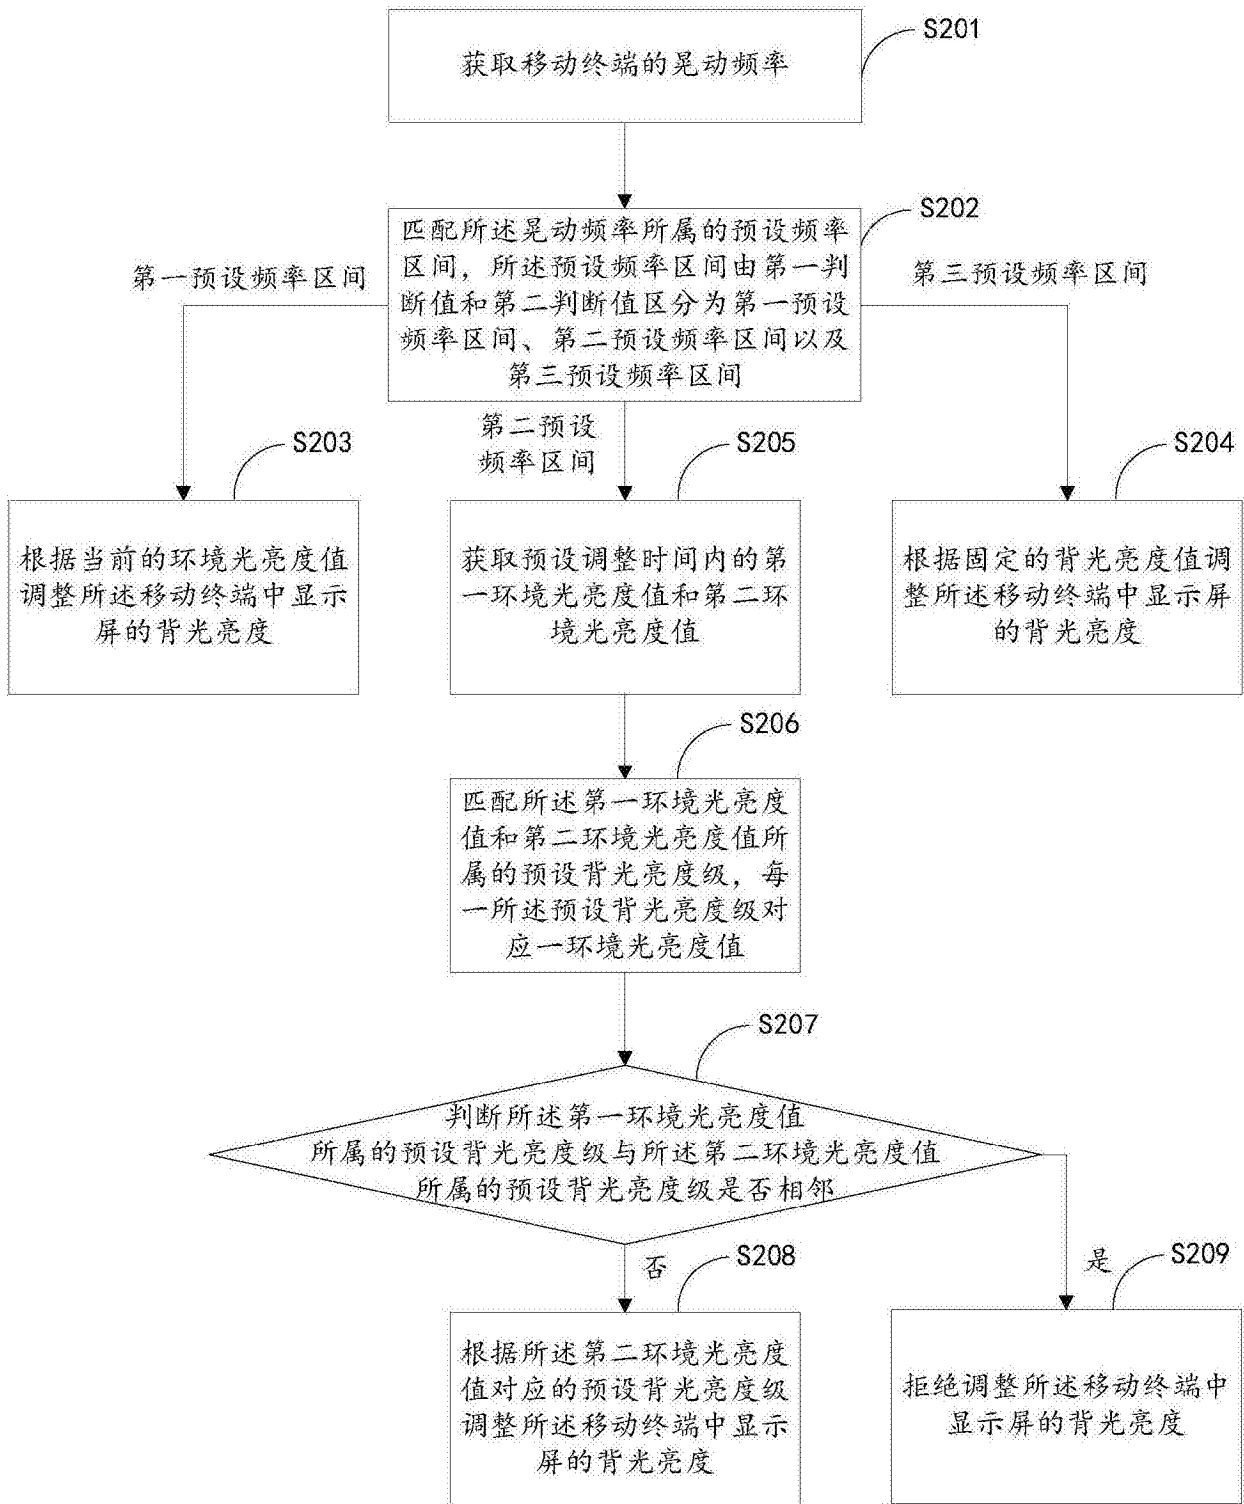 S201
获取移动终端的晃动频率
S202
匹配所述晃动频率所属的预设频率
区间，所述预设频率区间由第一判
断值和第二判断值区分为第一预设
频率区间、第二预设频率区间以及
第三预设频率区间
第一预设频率区间
第三预设频率区间
第二预设
频率区间
S203
根据当前的环境光亮度值
调整所述移动终端中显示
屏的背光亮度
S205
获取预设调整时间内的第
一环境光亮度值和第二环
境光亮度值
S204
根据固定的背光亮度值调
整所述移动终端中显示屏
的背光亮度
S206
匹配所述第一环境光亮度
值和第二环境光亮度值所
属的预设背光亮度级，每
一所述预设背光亮度级对
应一环境光亮度值
S207
判断所述第一环境光亮度值
所属的预设背光亮度级与所述第二环境光亮度值
所属的预设背光亮度级是否相邻
否
S208
根据所述第二环境光亮度
值对应的预设背光亮度级
调整所述移动终端中显示
屏的背光亮度
是
S209
拒绝调整所述移动终端中
显示屏的背光亮度